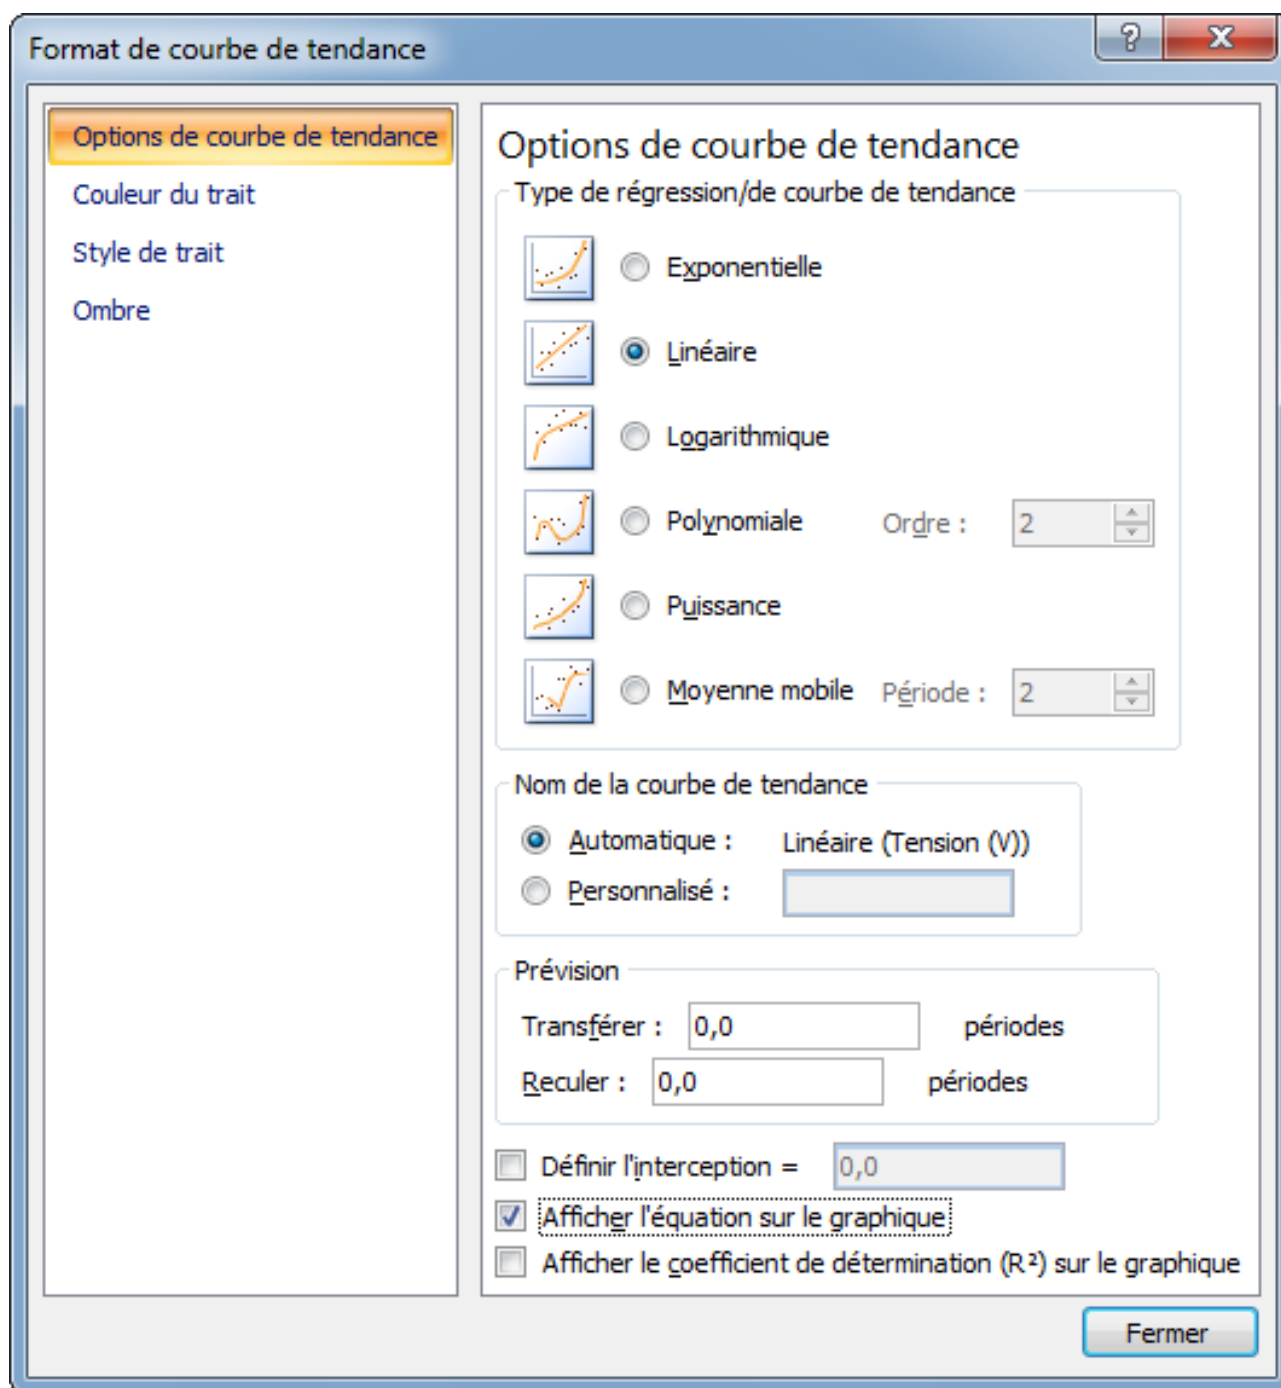 Format de courbe de tendance
Options de courbe de tendance
Couleur du trait
Style de trait
Ombre
Options de courbe de tendance
Type de régression/de courbe de tendance
Exponentielle
Linéaire
Logarithmique
Polynomiale Ordre : 2
Puissance
Moyenne mobile Période : 2
Nom de la courbe de tendance
Automatique : Linéaire (Tension (V))
Personnalisé :
Prévision
Transférer : 0,0 périodes
Reculer : 0,0 périodes
Définir l'interception = 0,0
Afficher l'équation sur le graphique
Afficher le coefficient de détermination (R²) sur le graphique
Fermer